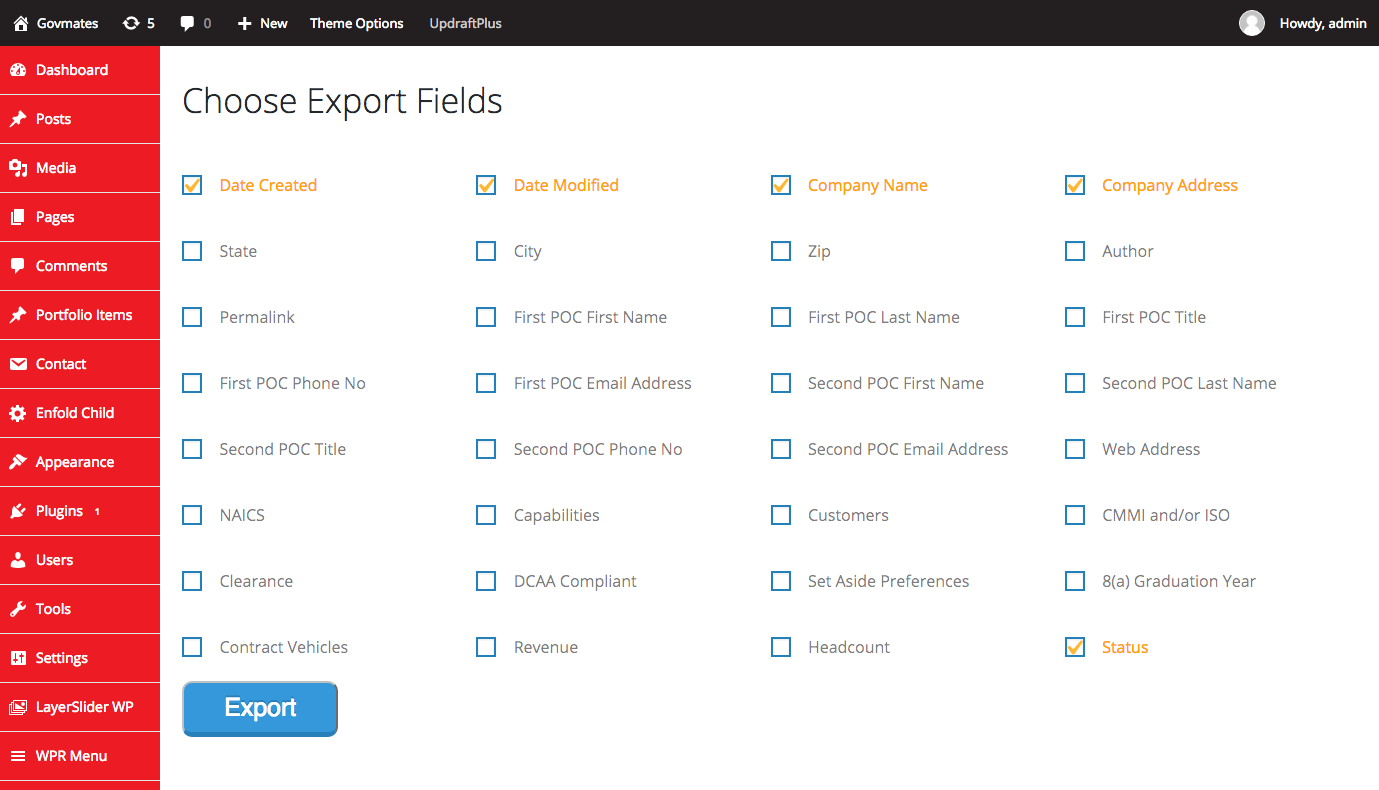 Govmates 5 0 New Theme Options UpdraftPlus Howdy, admin
Dashboard
Posts
Media
Pages
Comments
Portfolio Items
Contact
Enfold Child
Appearance
Plugins 1
Users
Tools
Settings
LayerSlider WP
WPR Menu
Choose Export Fields
Date Created Date Modified Company Name Company Address
State City Zip Author
Permalink First POC First Name First POC Last Name First POC Title
First POC Phone No First POC Email Address Second POC First Name Second POC Last Name
Second POC Title Second POC Phone No Second POC Email Address Web Address
NAICS Capabilities Customers CMMI and/or ISO
Clearance DCAA Compliant Set Aside Preferences 8(a) Graduation Year
Contract Vehicles Revenue Headcount Status
Export